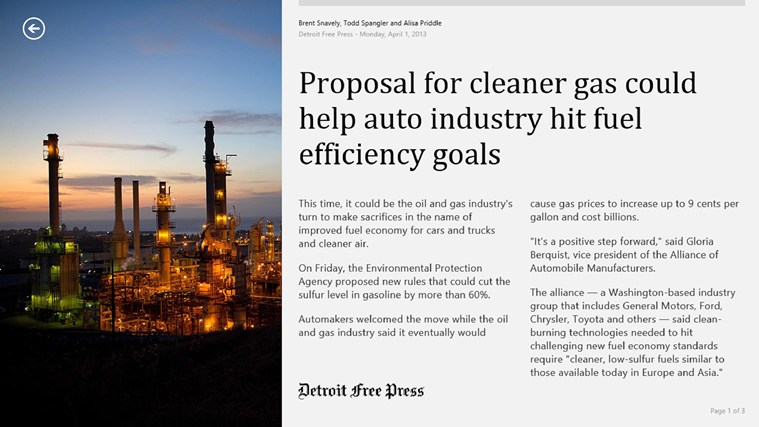 Brent Snavely, Todd Spangler and Alisa Priddle
Detroit Free Press - Monday, April 1, 2013
Proposal for cleaner gas could
help auto industry hit fuel
efficiency goals
This time, it could be the oil and gas industry's
turn to make sacrifices in the name of
improved fuel economy for cars and trucks
and cleaner air.
On Friday, the Environmental Protection
Agency proposed new rules that could cut the
sulfur level in gasoline by more than 60%.
Automakers welcomed the move while the oil
and gas industry said it eventually would
cause gas prices to increase up to 9 cents per
gallon and cost billions.
"It's a positive step forward," said Gloria
Berquist, vice president of the Alliance of
Automobile Manufacturers.
The alliance — a Washington-based industry
group that includes General Motors, Ford,
Chrysler, Toyota and others — said clean-
burning technologies needed to hit
challenging new fuel economy standards
require "cleaner, low-sulfur fuels similar to
those available today in Europe and Asia."
Detroit Free Press
Page 1 of 3